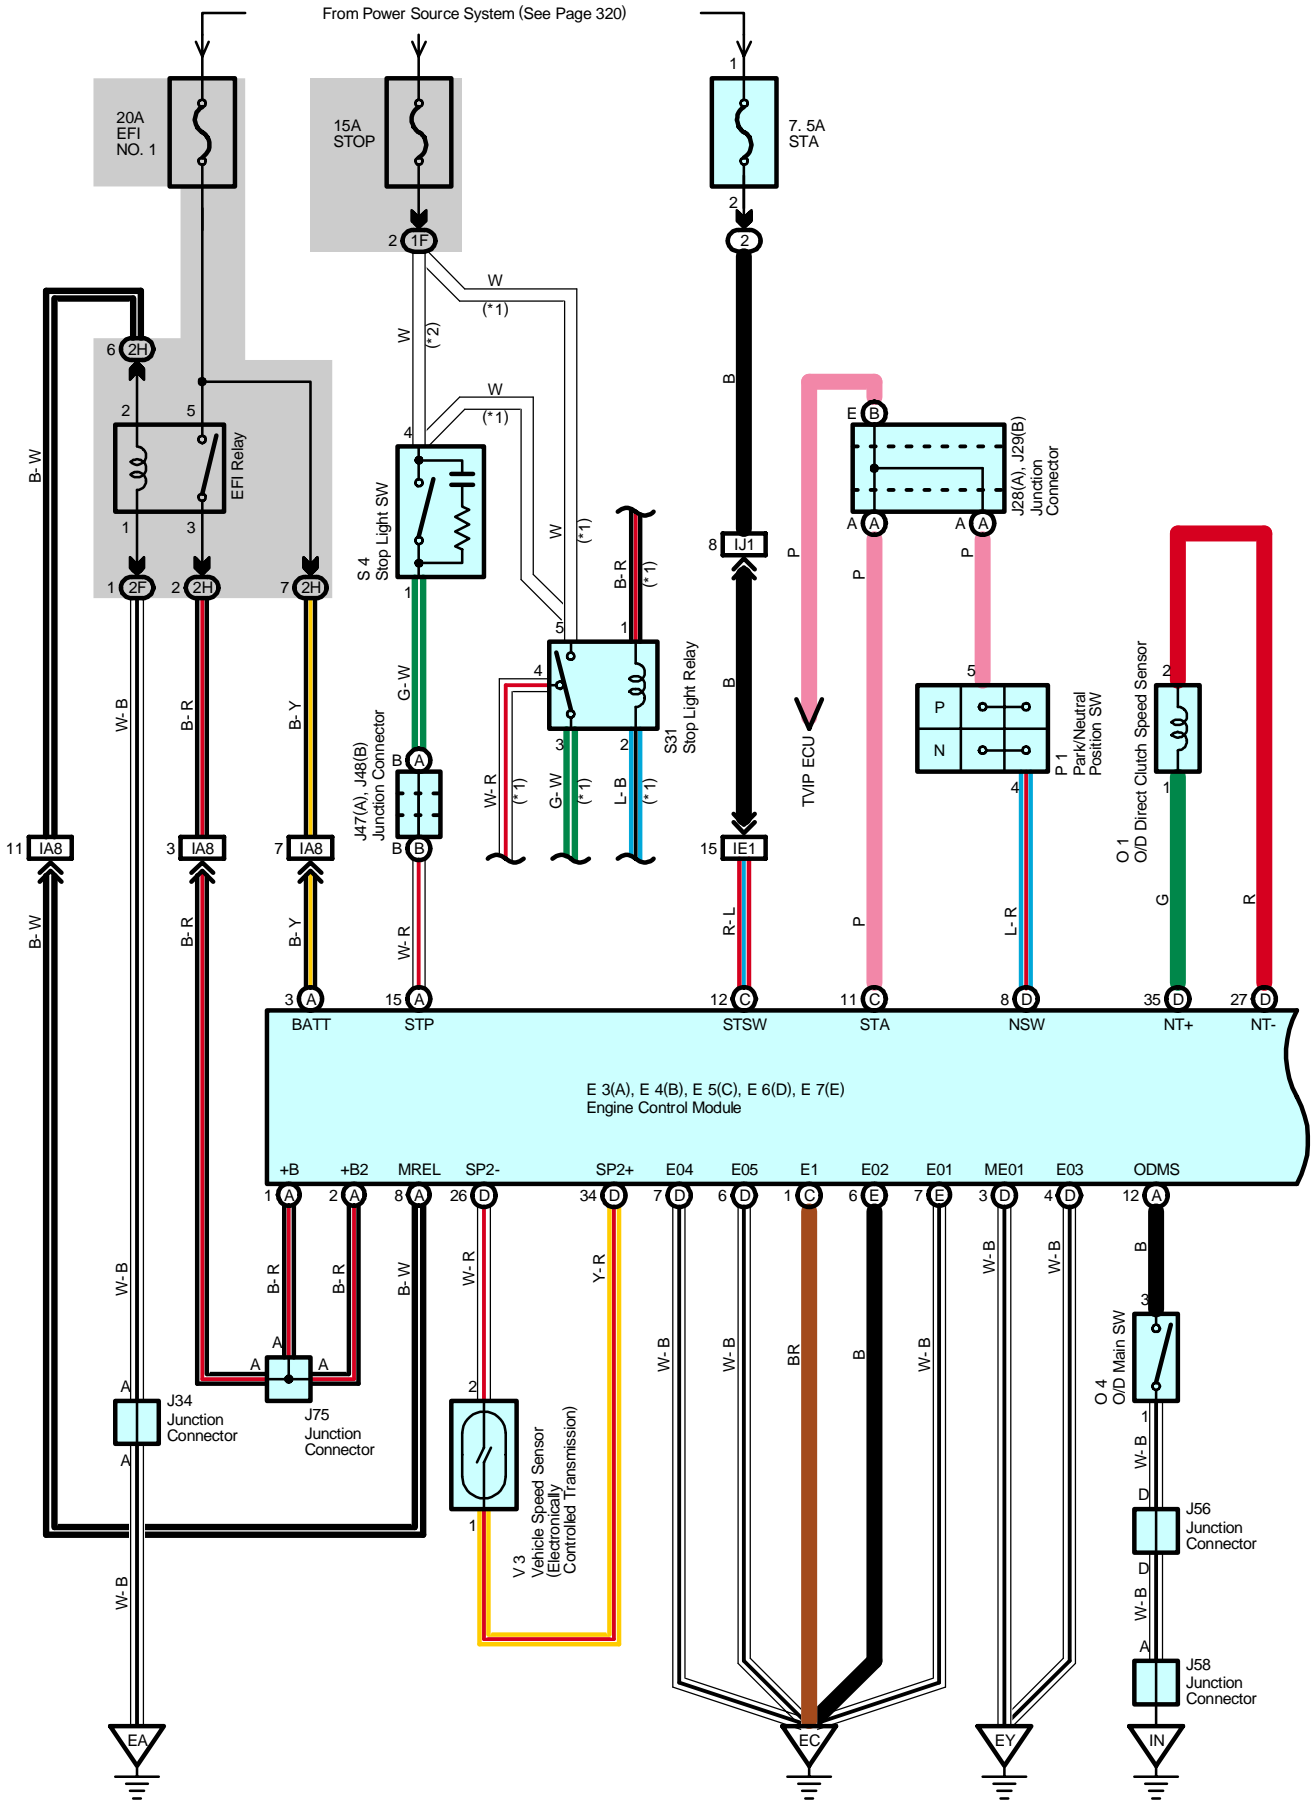 From Power Source System (See Page 320)
1
20A
EFI
NO. 1
15A
STOP
7. 5A
STA
2
2 1F
2
W
(*1)
W
(*2)
6 2H
B
2
5
W
(*1)
4
E B
B- W
EFI Relay
J28(A), J29(B)
Junction
Connector
S 4
Stop Light SW
1
3
A A
A A
W
(*1)
8 IJ1
P
P
P
B- R
(*1)
1 2F
2 2H
7 2H
1
5
1
S31
Stop Light Relay
4
5
2
O 1
O/D Direct Clutch Speed Sensor
G- W
B
W- B
B- R
B- Y
P
N
P 1
Park/Neutral
Position SW
3
2
B A
J47(A), J48(B)
Junction Connector
W- R
(*1)
G- W
(*1)
L- B
(*1)
TVIP ECU
4
1
11 IA8
3 IA8
7 IA8
B B
15 IE1
B- W
B- R
B- Y
W- R
R- L
P
L- R
G
R
3 A
15 A
12 C
11 C
8 D
35 D
27 D
BATT
STP
STSW
STA
NSW
NT+
NT-
E 3(A), E 4(B), E 5(C), E 6(D), E 7(E)
Engine Control Module
+B
+B2
MREL
SP2-
SP2+
E04
E05
E1
E02
E01
ME01
E03
ODMS
1 A
2 A
8 A
26 D
34 D
7 D
6 D
1 C
6 E
7 E
3 D
4 D
12 A
W- B
B- R
B- R
B- W
W- R
Y- R
W- B
W- B
B
3
W- B
W- B
BR
B
W- B
O 4
O/D Main SW
A
A
A
A
2
1
J34
Junction
Connector
J75
Junction
Connector
A
V 3
Vehicle Speed Sensor
(Electronically
Controlled Transmission)
W- B
D
J56
Junction
Connector
1
D
W- B
W- B
A
J58
Junction
Connector
EA
EC
EY
IN